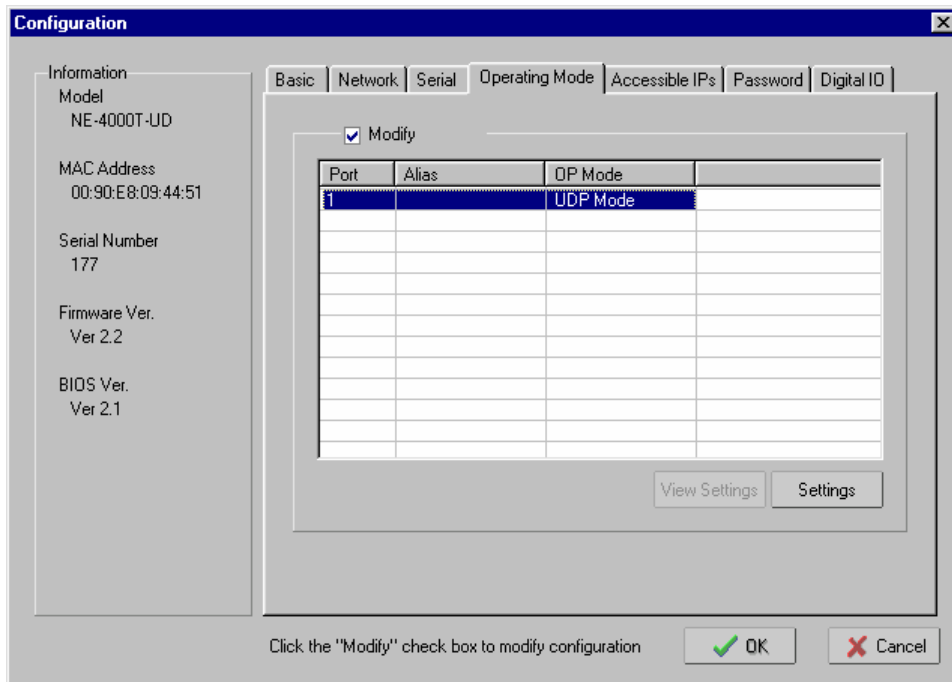 Configuration
Information
Model
NE-4000T-UD
MAC Address
00:90:E8:09:44:51
Serial Number
177
Firmware Ver.
Ver 2.2
BIOS Ver.
Ver 2.1
Basic Network Serial Operating Mode Accessible IPs Password Digital IO
Modify
Port Alias OP Mode
1 UDP Mode
View Settings Settings
Click the "Modify" check box to modify configuration OK Cancel